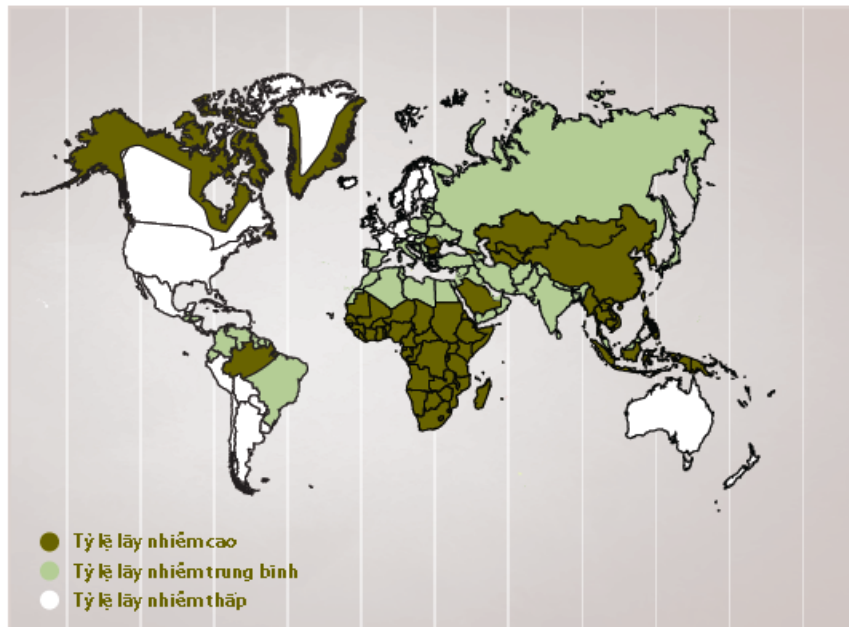 Tỷ lệ lây nhiễm cao
Tỷ lệ lây nhiễm trung bình
Tỷ lệ lây nhiễm thấp